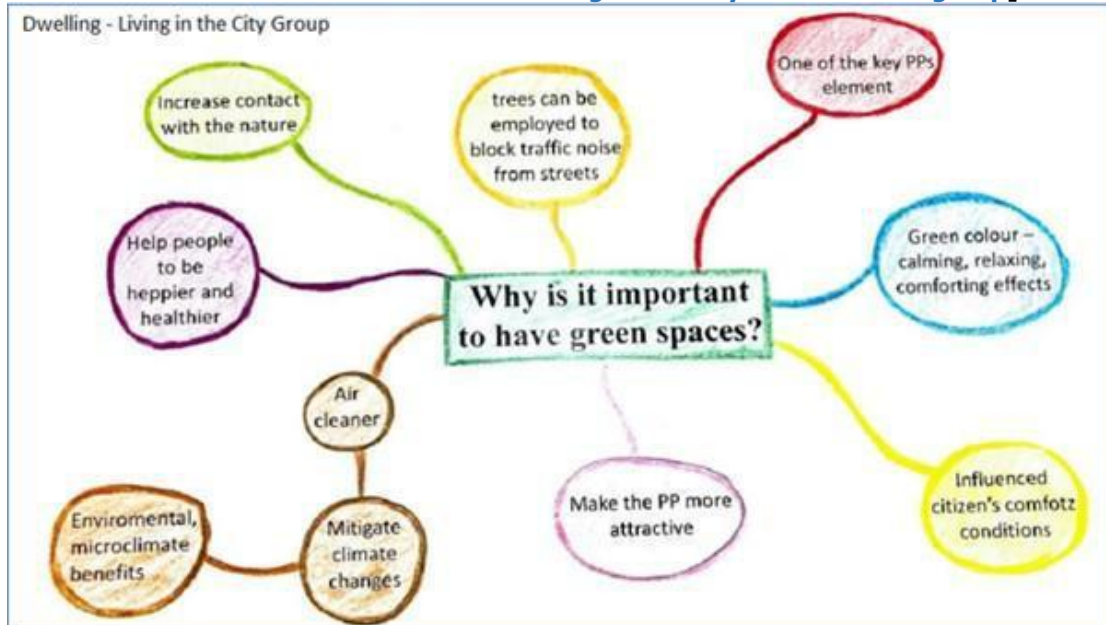 Dwelling - Living in the City Group
Increase contact
with the nature
trees can be
employed to
block traffic noise
from streets
One of the key PPs
element
Help people
to be
heppier and
healthier
Green colour –
calming, relaxing,
comforting effects
Why is it important
to have green spaces?
Air
cleaner
Make the PP more
attractive
Influenced
citizen's comfotz
conditions
Enviromental,
microclimate
benefits
Mitigate
climate
changes